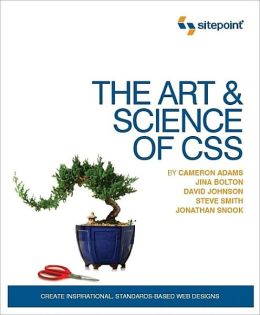 sitepoint
THE ART &
SCIENCE
OF CSS
BY CAMERON ADAMS
JINA BOLTON
DAVID JOHNSON
STEVE SMITH
JONATHAN SNOOK
CREATE INSPIRATIONAL, STANDARDS-BASED WEB DESIGNS